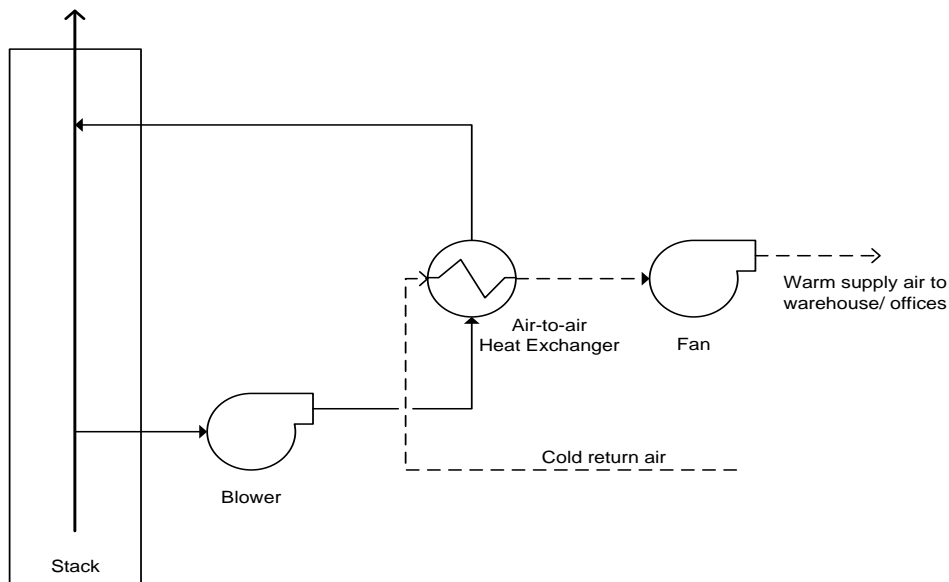 Warm supply air to
warehouse/ offices
Air-to-air
Heat Exchanger
Fan
Cold return air
Blower
Stack